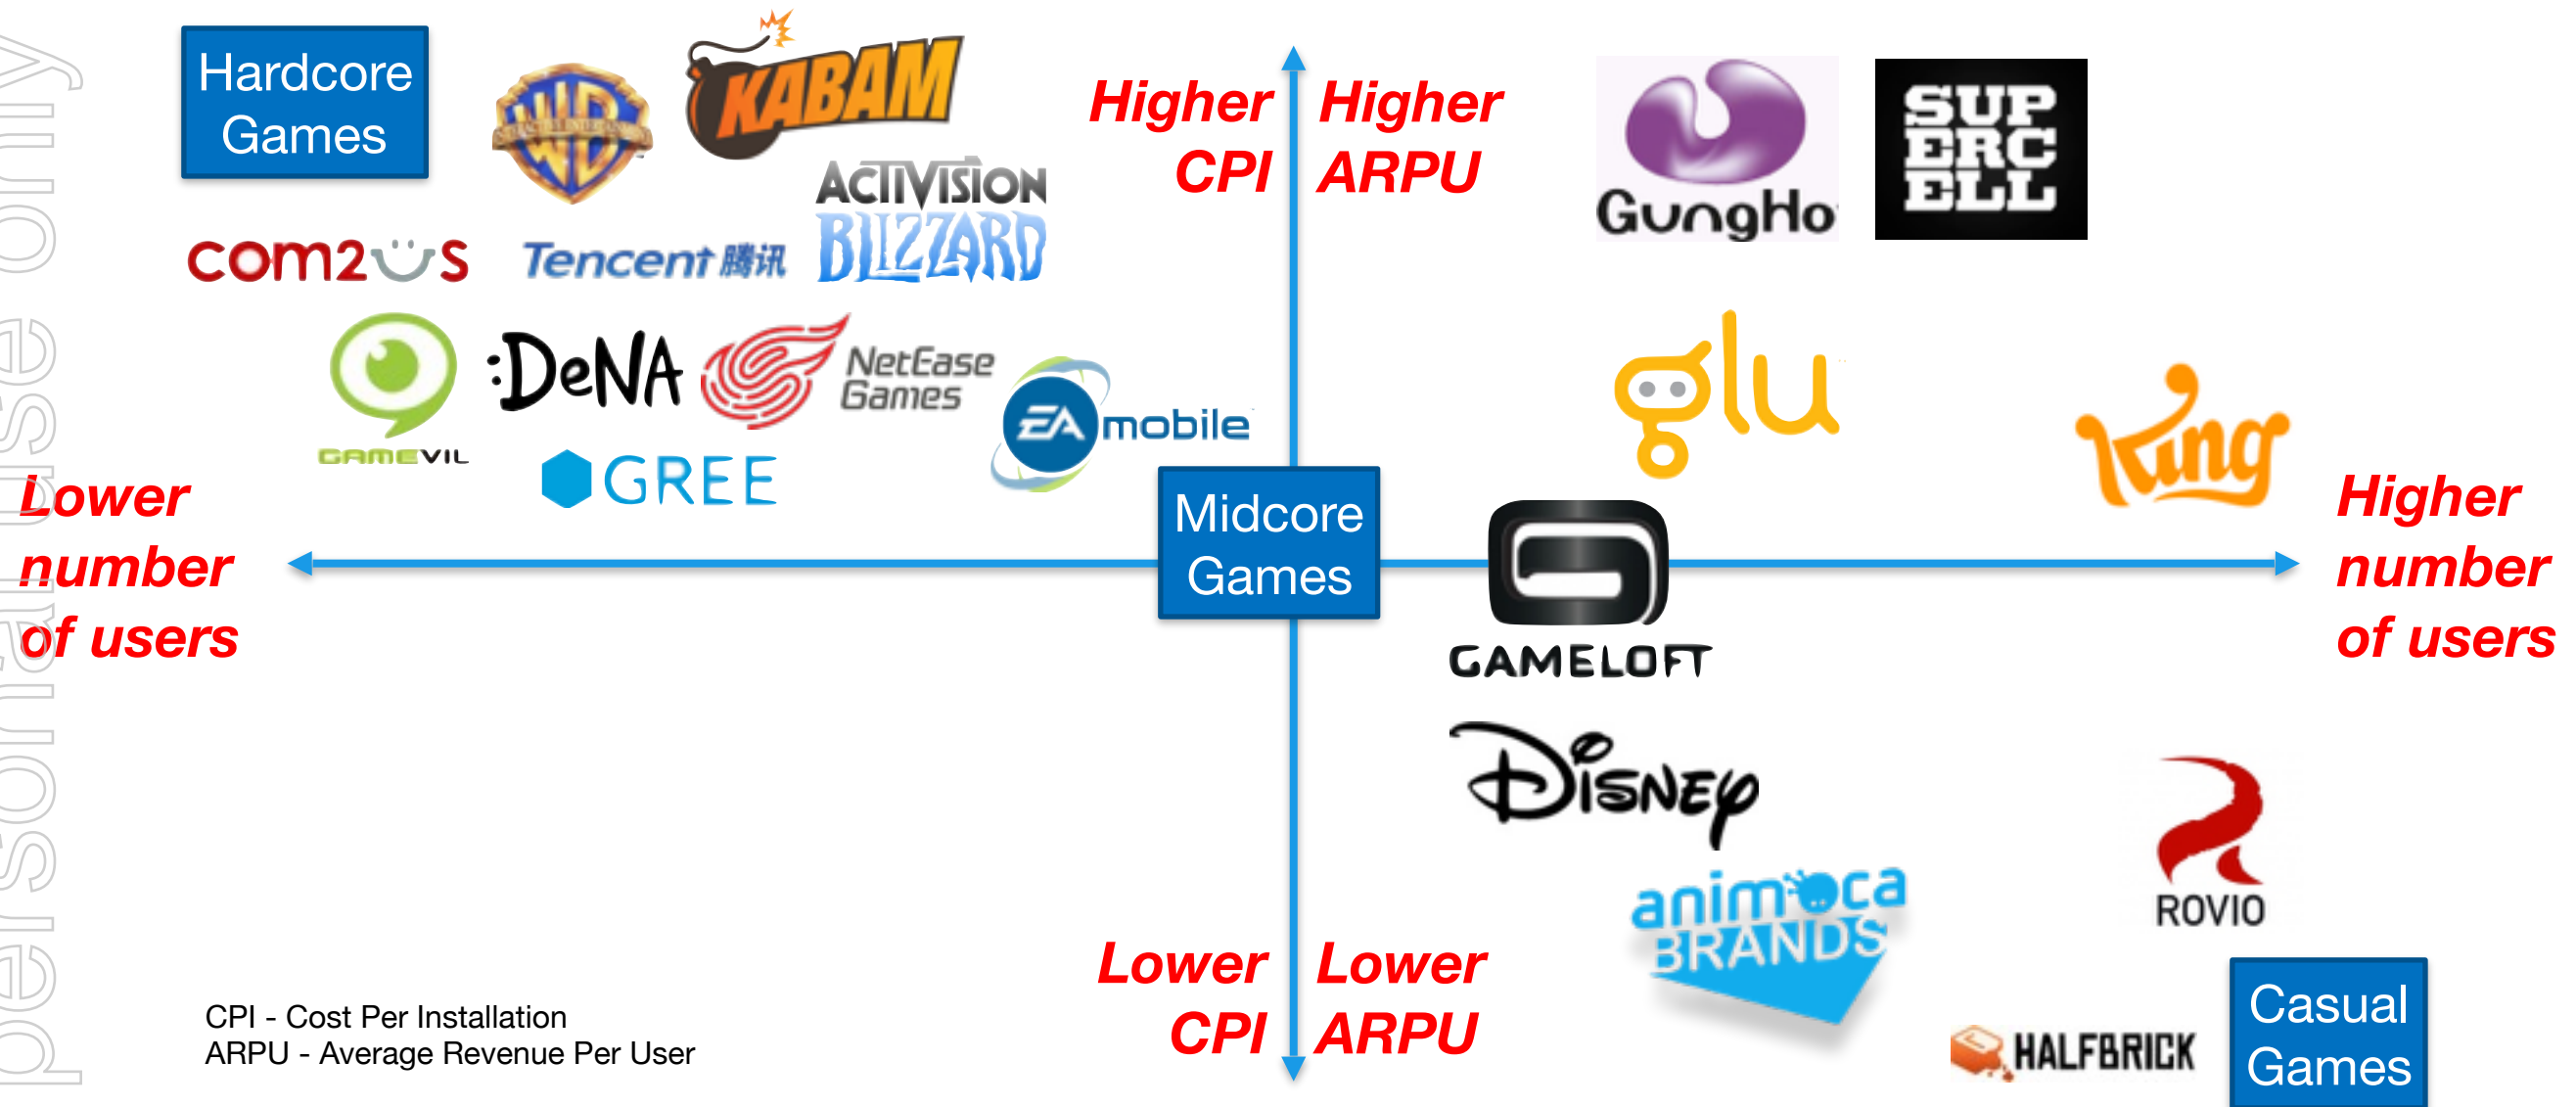 personal use only
Hardcore
Games
WB
KABAM
ACTIVISION
BLIZZARD
com2us
Tencent 腾讯
GAMEVIL
:DeNA
NetEase
Games
EA mobile
GREE
Higher
CPI
Higher
ARPU
GungHo
SUP
ERC
ELL
glu
King
Lower
number
of users
Midcore
Games
Higher
number
of users
GAMELOFT
Disney
animoca
BRANDS
ROVIO
Lower
CPI
Lower
ARPU
HALFBRICK
Casual
Games
CPI - Cost Per Installation
ARPU - Average Revenue Per User